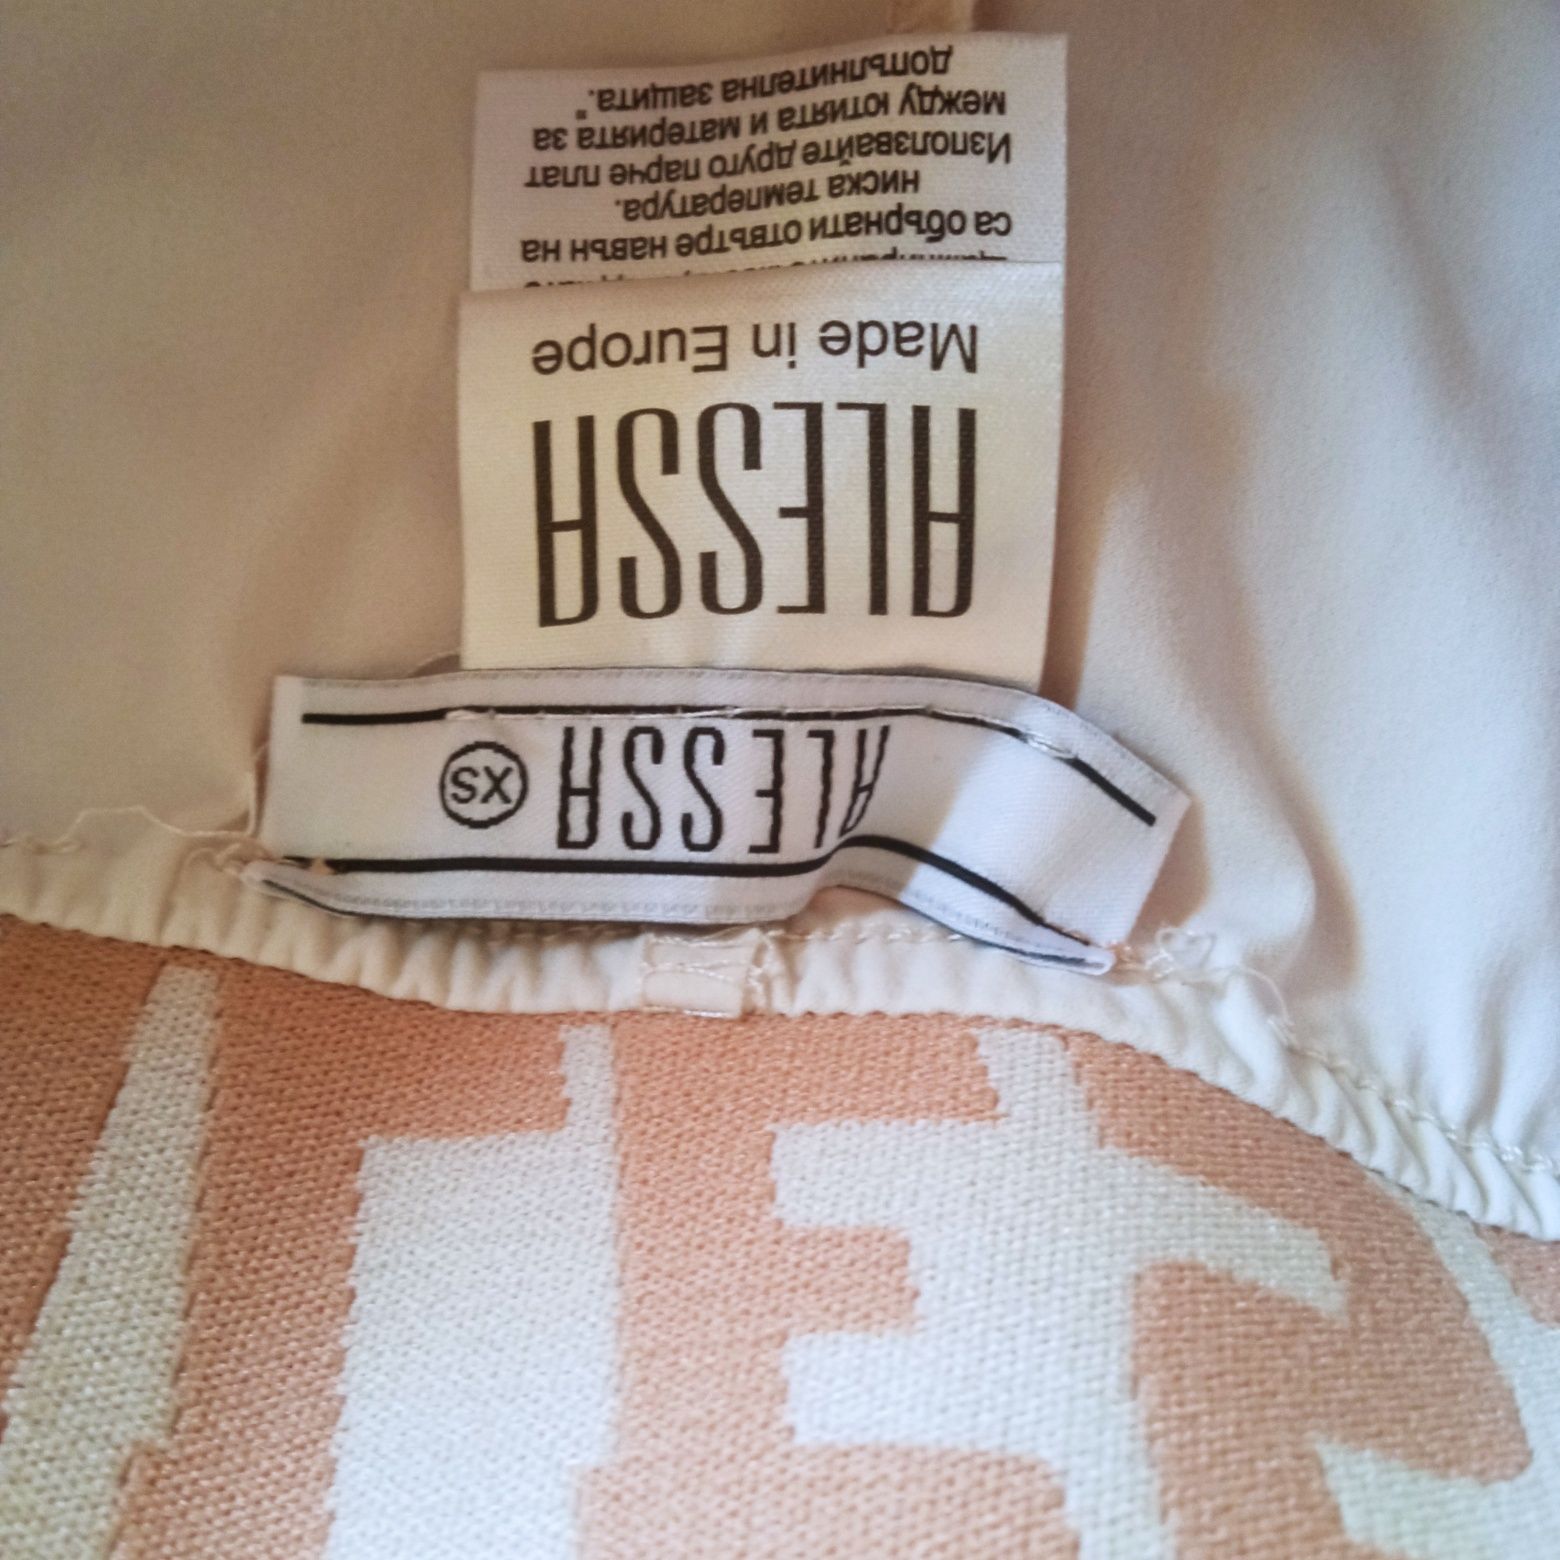 ALESSA XS
ALESSA
Made in Europe
са обърнати отвътре навън на
ниска температура.
Използвайте друго парче плат
между ютията и материята за
допълнителна защита."